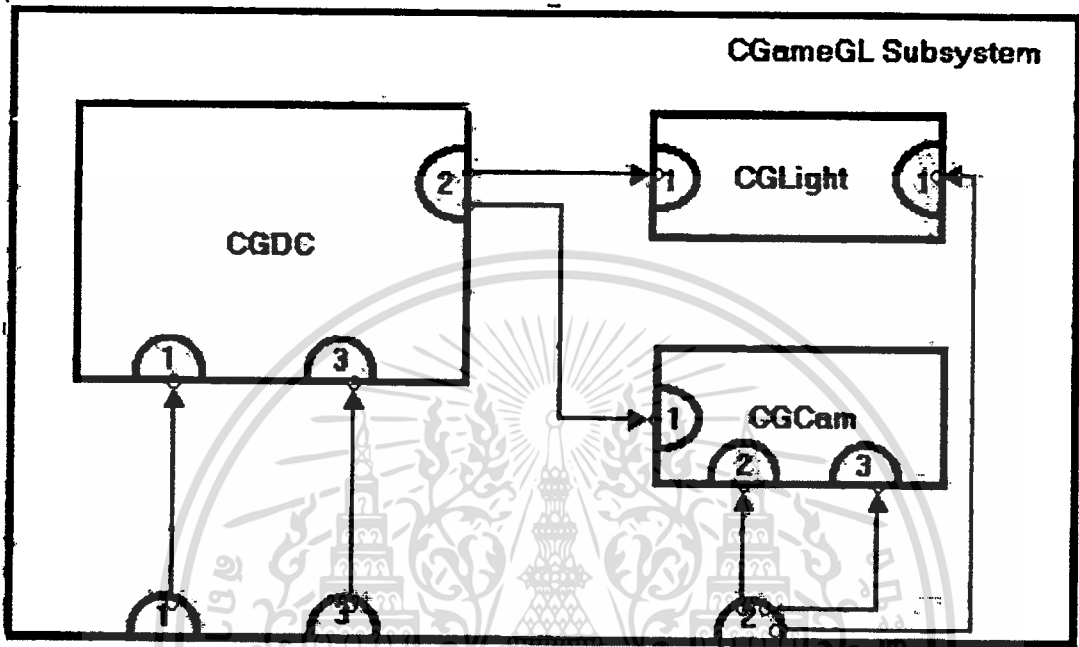 CGameGL Subsystem
2
1 CGLight 1
CGDC
1 3
1 CGCam
2 3
1 3 2